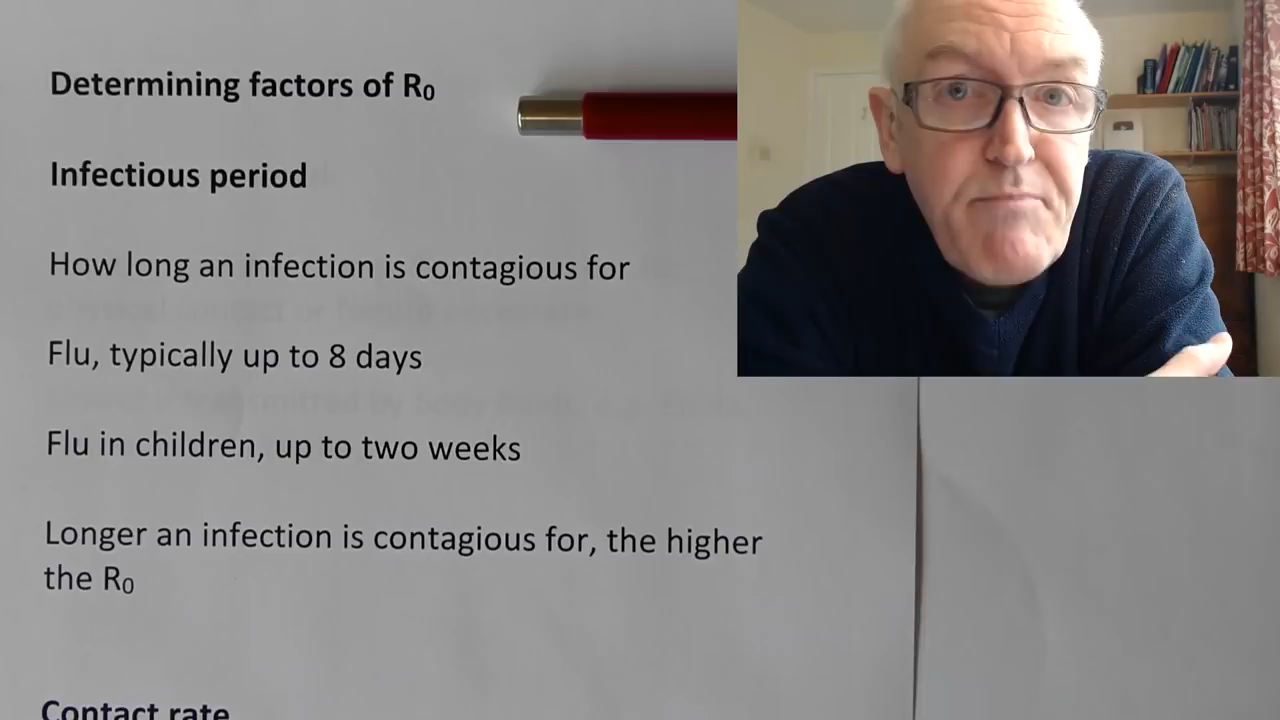 Determining factors of R₀
Infectious period
How long an infection is contagious for
Flu, typically up to 8 days
Flu in children, up to two weeks
Longer an infection is contagious for, the higher
the R₀
Contact rate